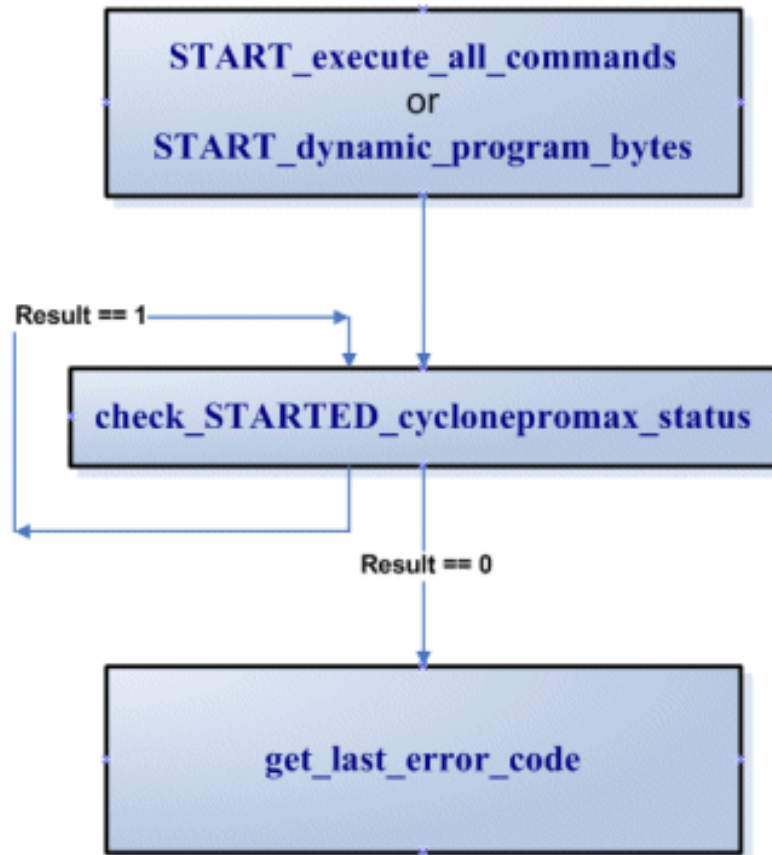 START_execute_all_commands
or
START_dynamic_program_bytes
Result == 1
check_STARTED_cyclonepromax_status
Result == 0
get_last_error_code